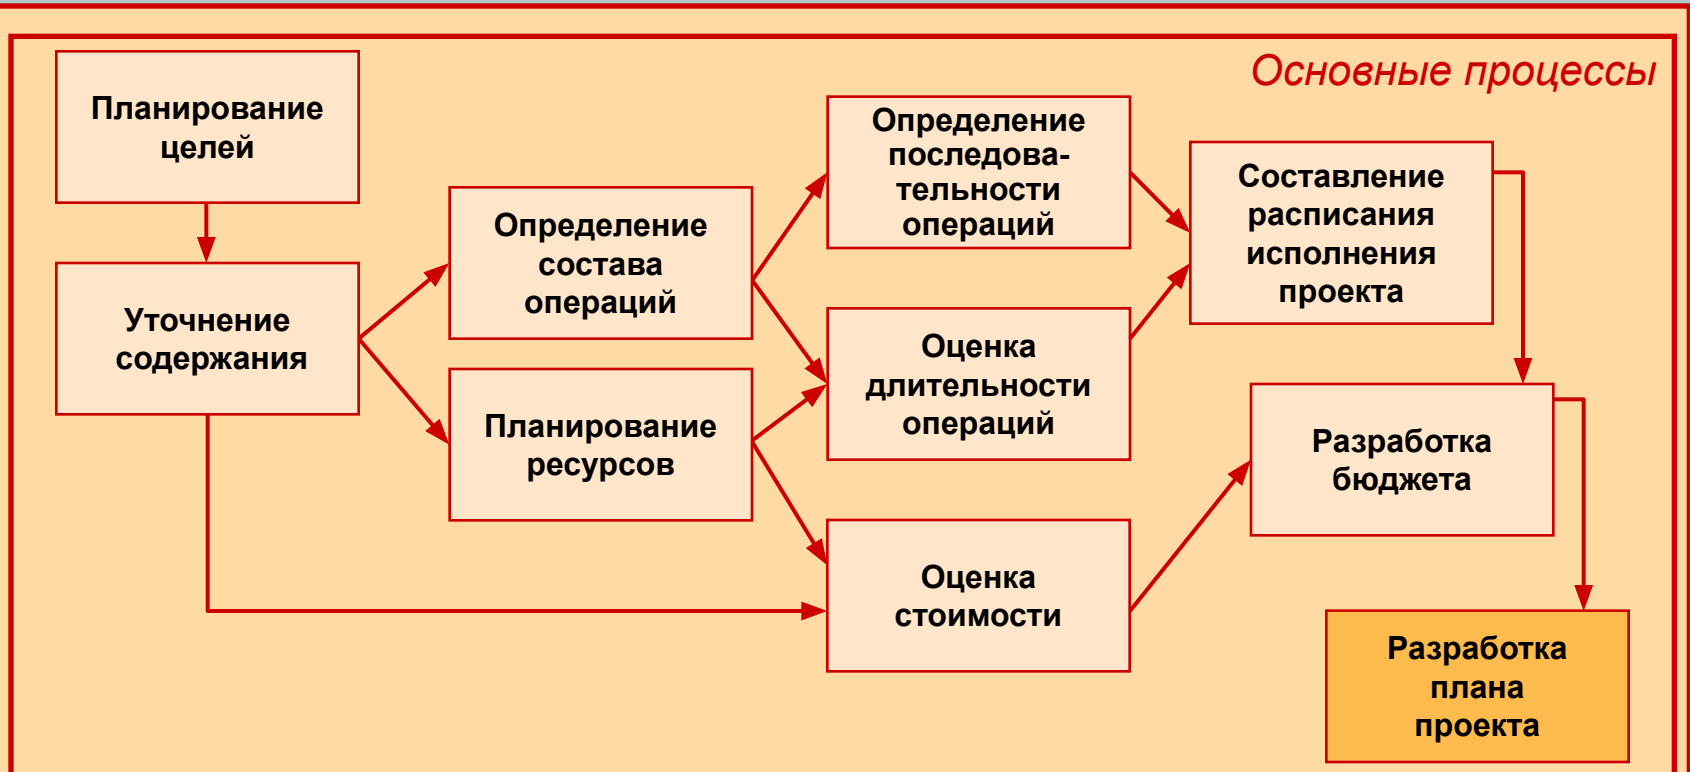 Основные процессы
Планирование
целей
Уточнение
содержания
Определение
состава
операций
Планирование
ресурсов
Определение
последова-
тельности
операций
Оценка
длительности
операций
Оценка
стоимости
Составление
расписания
исполнения
проекта
Разработка
бюджета
Разработка
плана
проекта